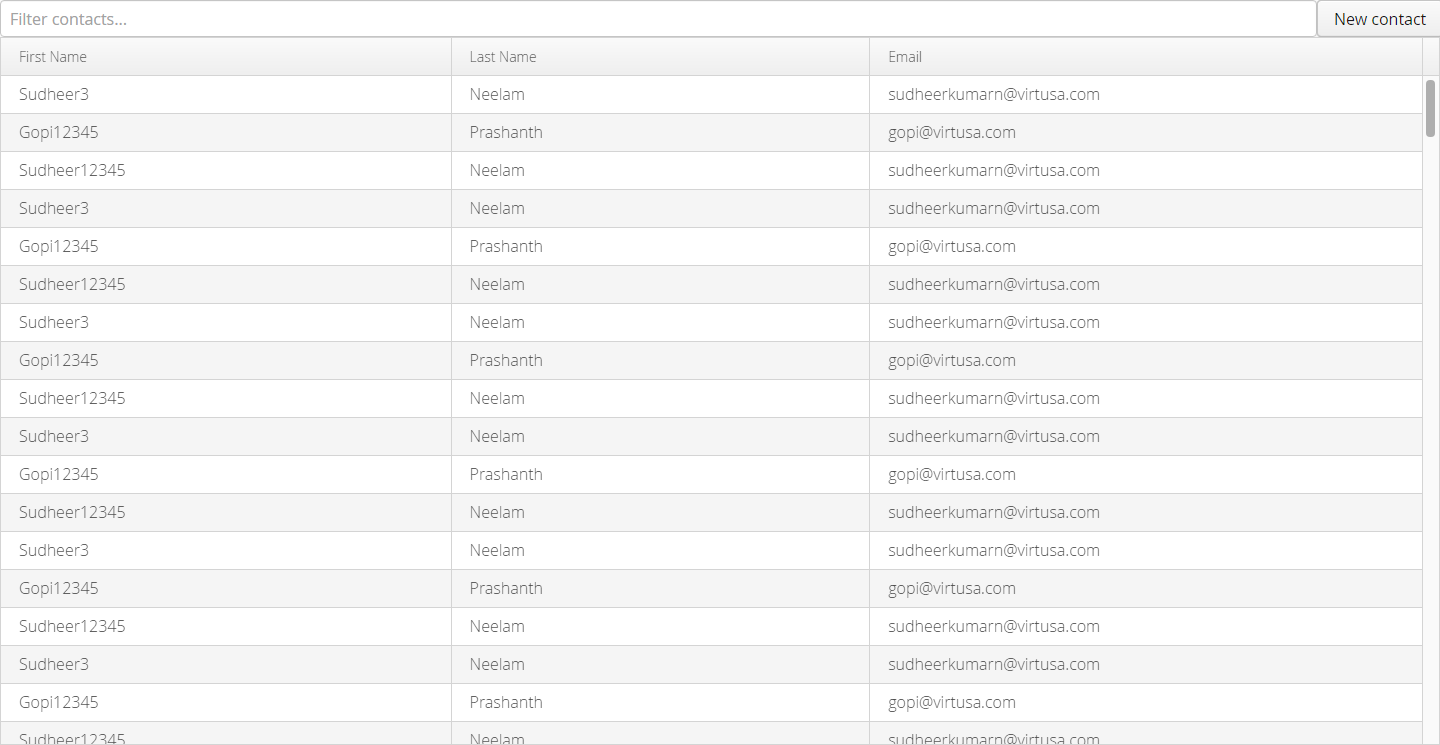 Filter contacts... New contact
First Name Last Name Email
Sudheer3 Neelam sudheerkumarn@virtusa.com
Gopi12345 Prashanth gopi@virtusa.com
Sudheer12345 Neelam sudheerkumarn@virtusa.com
Sudheer3 Neelam sudheerkumarn@virtusa.com
Gopi12345 Prashanth gopi@virtusa.com
Sudheer12345 Neelam sudheerkumarn@virtusa.com
Sudheer3 Neelam sudheerkumarn@virtusa.com
Gopi12345 Prashanth gopi@virtusa.com
Sudheer12345 Neelam sudheerkumarn@virtusa.com
Sudheer3 Neelam sudheerkumarn@virtusa.com
Gopi12345 Prashanth gopi@virtusa.com
Sudheer12345 Neelam sudheerkumarn@virtusa.com
Sudheer3 Neelam sudheerkumarn@virtusa.com
Gopi12345 Prashanth gopi@virtusa.com
Sudheer12345 Neelam sudheerkumarn@virtusa.com
Sudheer3 Neelam sudheerkumarn@virtusa.com
Gopi12345 Prashanth gopi@virtusa.com
Sudheer12345 Neelam sudheerkumarn@virtusa.com